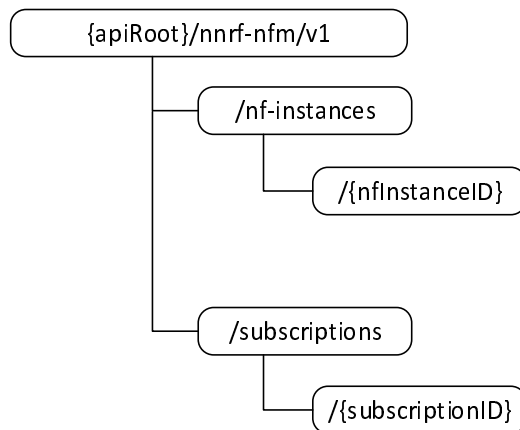 {apiRoot}/nnrf-nfm/v1
/nf-instances
/{nfInstanceID}
/subscriptions
/{subscriptionID}